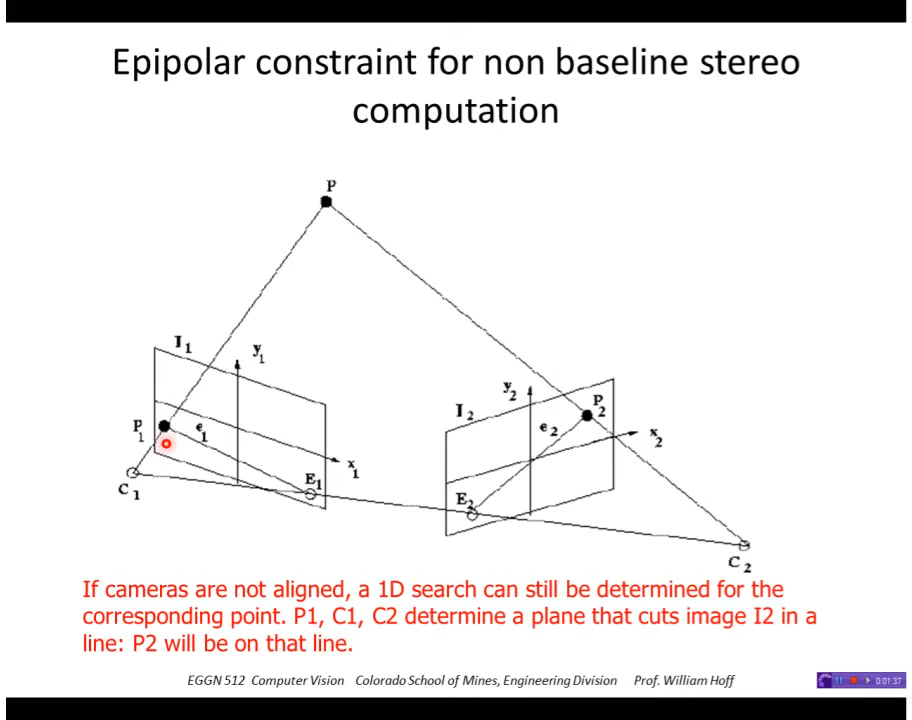 Epipolar constraint for non baseline stereo
computation
P
I1
y1
P1
e1
x1
E1
C1
y2
I2
P2
e2
x2
E2
C2
If cameras are not aligned, a 1D search can still be determined for the
corresponding point. P1, C1, C2 determine a plane that cuts image I2 in a
line: P2 will be on that line.
EGGN 512 Computer Vision Colorado School of Mines, Engineering Division Prof. William Hoff
0:01:37